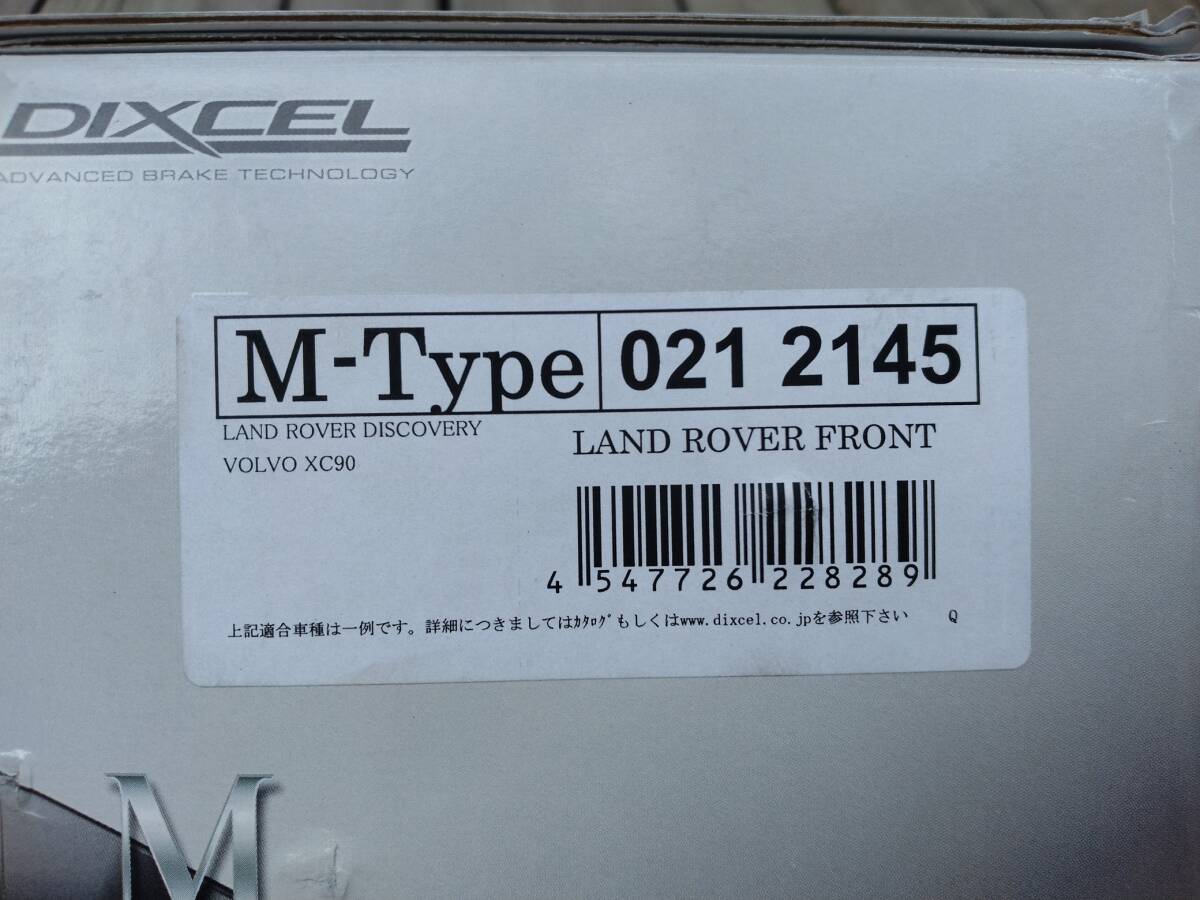 DIXCEL
ADVANCED BRAKE TECHNOLOGY
M-Type 021 2145
LAND ROVER DISCOVERY
VOLVO XC90
LAND ROVER FRONT
4 547726 228289
上記適合車種は一例です。詳細につきましてはｶﾀﾛｸﾞもしくはwww.dixcel.co.jpを参照下さい Q
M